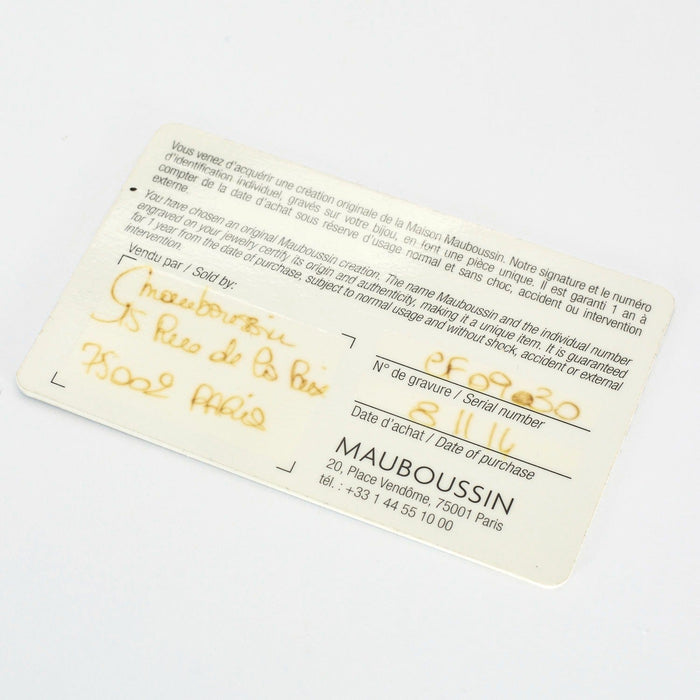 Vous venez d'acquérir une création originale de la Maison Mauboussin. Notre signature et le numéro
d'identification individuel, gravés sur votre bijou, en font une pièce unique. Il est garanti 1 an à
compter de la date d'achat sous réserve d'usage normal et sans choc, accident ou intervention
externe.
You have chosen an original Mauboussin creation. The name Mauboussin and the individual number
engraved on your jewelry certify its origin and authenticity, making it a unique item. It is guaranteed
for 1 year from the date of purchase, subject to normal usage and without shock, accident or external
intervention.
Vendu par / Sold by:
Mauboussin
15 Rue de la Paix
75002 PARIS
N° de gravure / Serial number
8 11 14
Date d'achat / Date of purchase
MAUBOUSSIN
20, Place Vendôme, 75001 Paris
tél. : +33 1 44 55 10 00